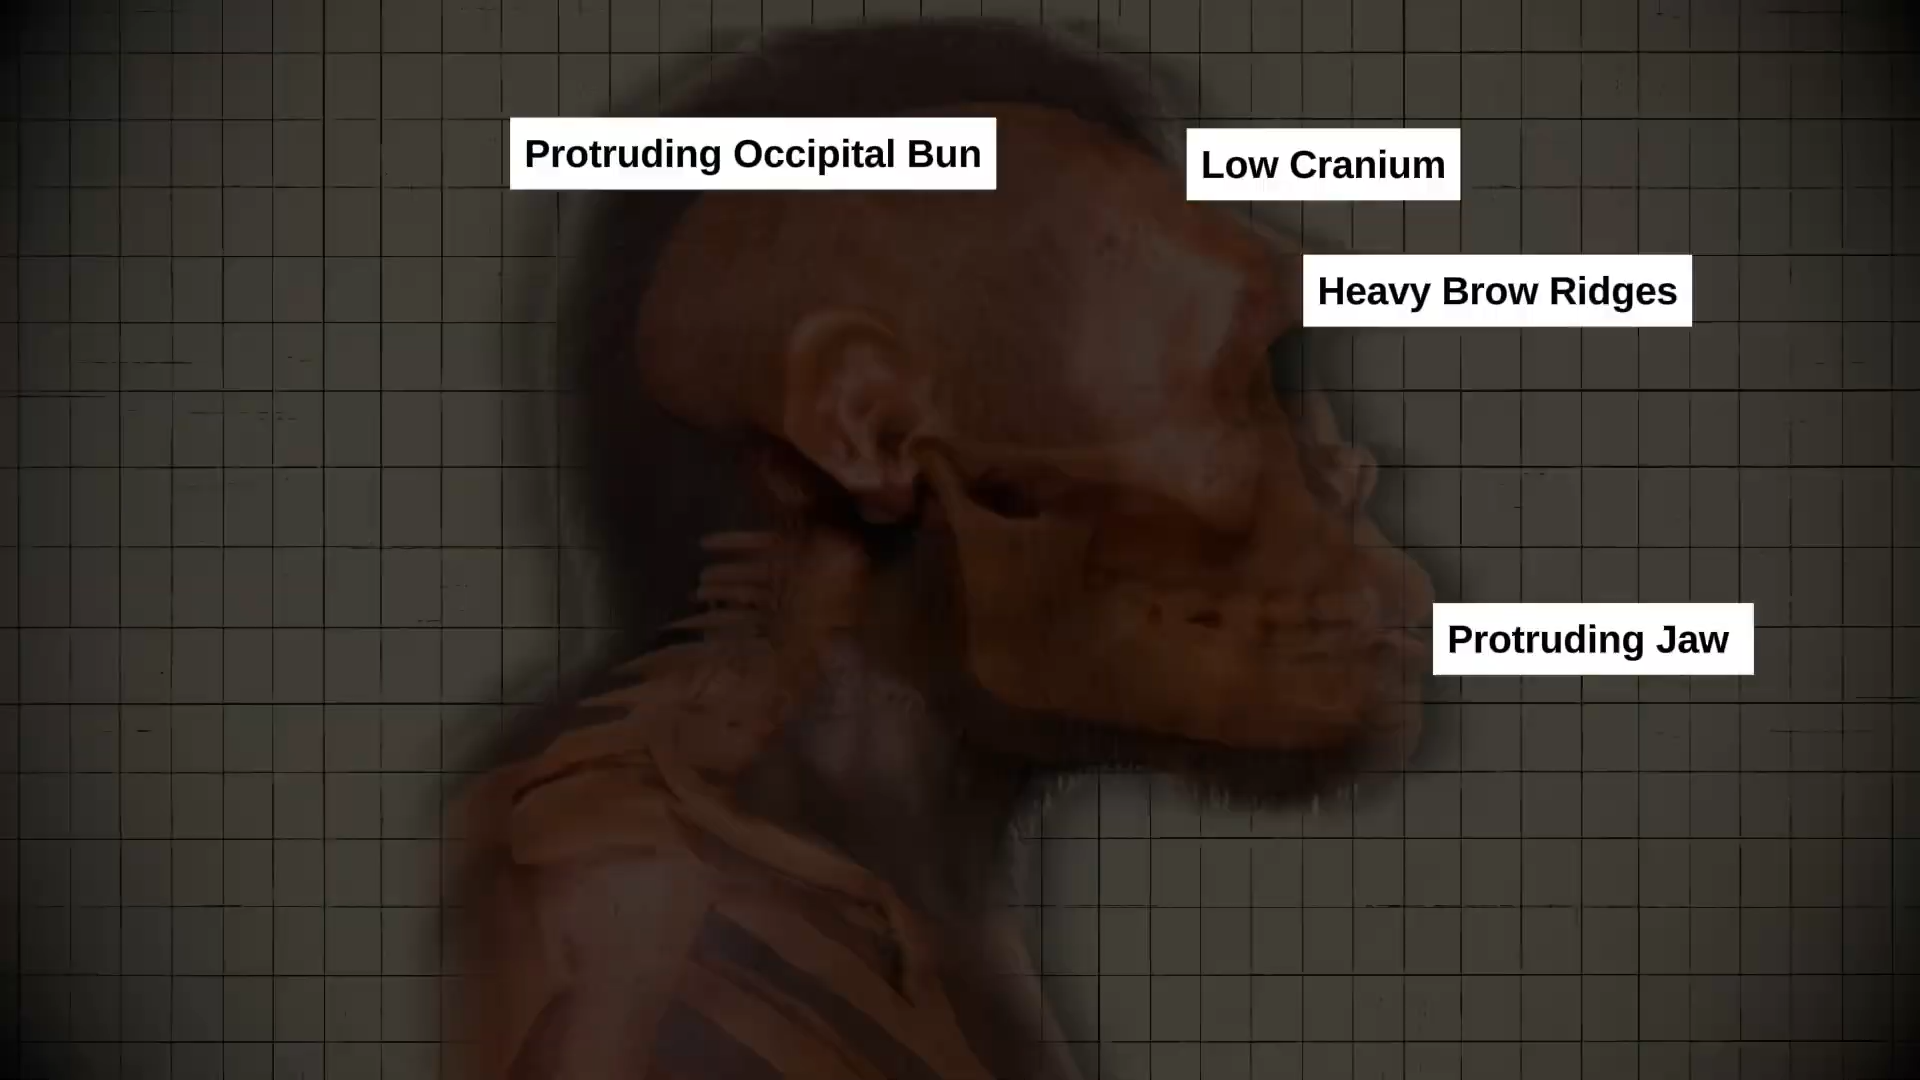 Protruding Occipital Bun
Low Cranium
Heavy Brow Ridges
Protruding Jaw